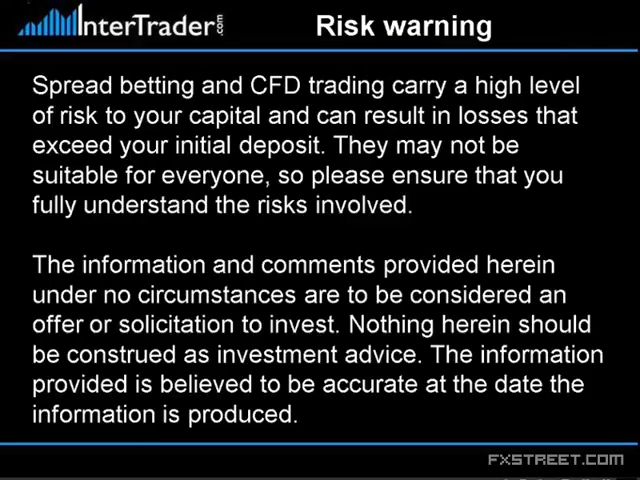 InterTrader.com
Risk warning
Spread betting and CFD trading carry a high level
of risk to your capital and can result in losses that
exceed your initial deposit. They may not be
suitable for everyone, so please ensure that you
fully understand the risks involved.
The information and comments provided herein
under no circumstances are to be considered an
offer or solicitation to invest. Nothing herein should
be construed as investment advice. The information
provided is believed to be accurate at the date the
information is produced.
FXSTREET.COM